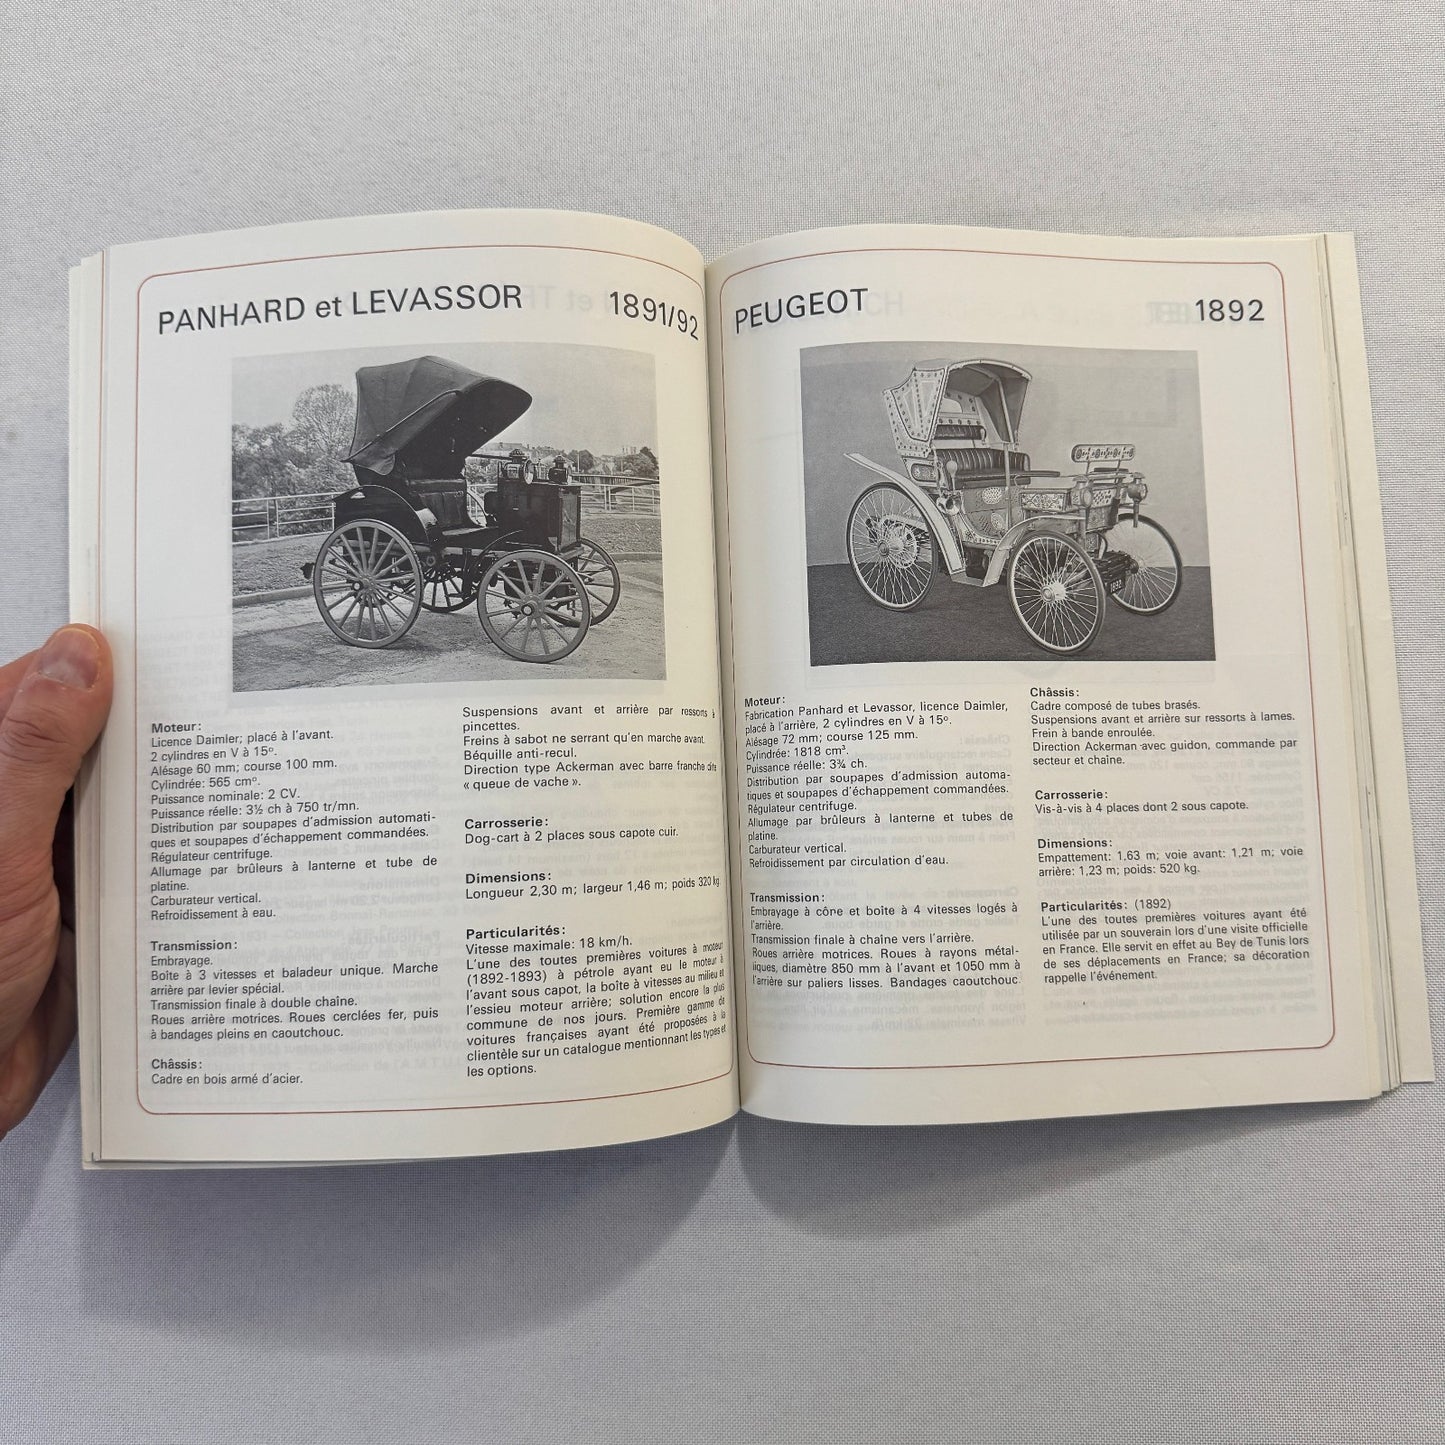 PANHARD et LEVASSOR 1891/92
Moteur:
Licence Daimler; placé à l'avant.
2 cylindres en V à 15º.
Alésage 60 mm; course 100 mm.
Cylindrée: 565 cmº.
Puissance nominale: 2 CV.
Puissance réelle: 3½ ch à 750 tr/mn.
Distribution par soupapes d'admission automati-
ques et soupapes d'échappement commandées.
Régulateur centrifuge.
Allumage par brûleurs à lanterne et tube de
platine.
Carburateur vertical.
Refroidissement à eau.
Transmission:
Embrayage.
Boîte à 3 vitesses et baladeur unique. Marche
arrière par levier spécial.
Transmission finale à double chaîne.
Roues arrière motrices. Roues cerclées fer, puis
à bandages pleins en caoutchouc.
Châssis:
Cadre en bois armé d'acier.
Suspensions avant et arrière par ressorts à
pincettes.
Freins à sabot ne serrant qu'en marche avant.
Béquille anti-recul.
Direction type Ackerman avec barre franche dite
« queue de vache ».
Carrosserie:
Dog-cart à 2 places sous capote cuir.
Dimensions:
Longueur 2,30 m; largeur 1,46 m; poids 320 kg.
Particularités:
Vitesse maximale: 18 km/h.
L'une des toutes premières voitures à moteur
(1892-1893) à pétrole ayant eu le moteur à
l'avant sous capot, la boîte à vitesses au milieu et
l'essieu moteur arrière; solution encore la plus
commune de nos jours. Première gamme de
voitures françaises ayant été proposées à la
clientèle sur un catalogue mentionnant les types et
les options.
PEUGEOT 1892
1892
Moteur:
Fabrication Panhard et Levassor, licence Daimler,
placé à l'arrière, 2 cylindres en V à 15º.
Alésage 72 mm; course 125 mm.
Cylindrée: 1818 cm³.
Puissance réelle: 3¾ ch.
Distribution par soupapes d'admission automa-
tiques et soupapes d'échappement commandées.
Régulateur centrifuge.
Allumage par brûleurs à lanterne et tubes de
platine.
Carburateur vertical.
Refroidissement par circulation d'eau.
Transmission:
Embrayage à cône et boîte à 4 vitesses logés à
l'arrière.
Transmission finale à chaîne vers l'arrière.
Roues arrière motrices. Roues à rayons métal-
liques, diamètre 850 mm à l'avant et 1050 mm à
l'arrière sur paliers lisses. Bandages caoutchouc
Châssis:
Cadre composé de tubes brasés.
Suspensions avant et arrière sur ressorts à lames.
Frein à bande enroulée.
Direction Ackerman avec guidon, commande par
secteur et chaîne.
Carrosserie:
Vis-à-vis à 4 places dont 2 sous capote.
Dimensions:
Empattement: 1,63 m; voie avant: 1,21 m; voie
arrière: 1,23 m; poids: 520 kg.
Particularités: (1892)
L'une des toutes premières voitures ayant été
utilisée par un souverain lors d'une visite officielle
en France. Elle servit en effet au Bey de Tunis lors
de ses déplacements en France; sa décoration
rappelle l'événement.